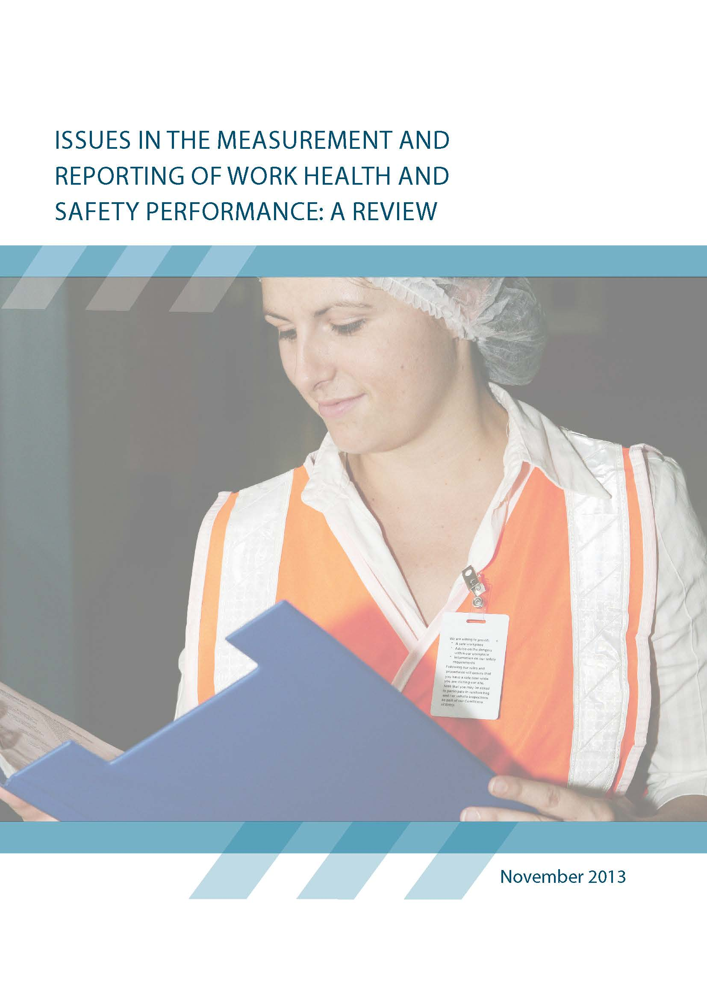 ISSUES IN THE MEASUREMENT AND
REPORTING OF WORK HEALTH AND
SAFETY PERFORMANCE: A REVIEW
We are willing to provide:
* A safe workplace
* Advice on the dangers
within our workplace
* Information on our safety
requirements
Following our rules and
procedures will ensure that
you have a safe time while
you are visiting our site.
Note that you may be asked
to participate in random bag
and / or vehicle inspections
as part of our Conditions
of Entry.
November 2013